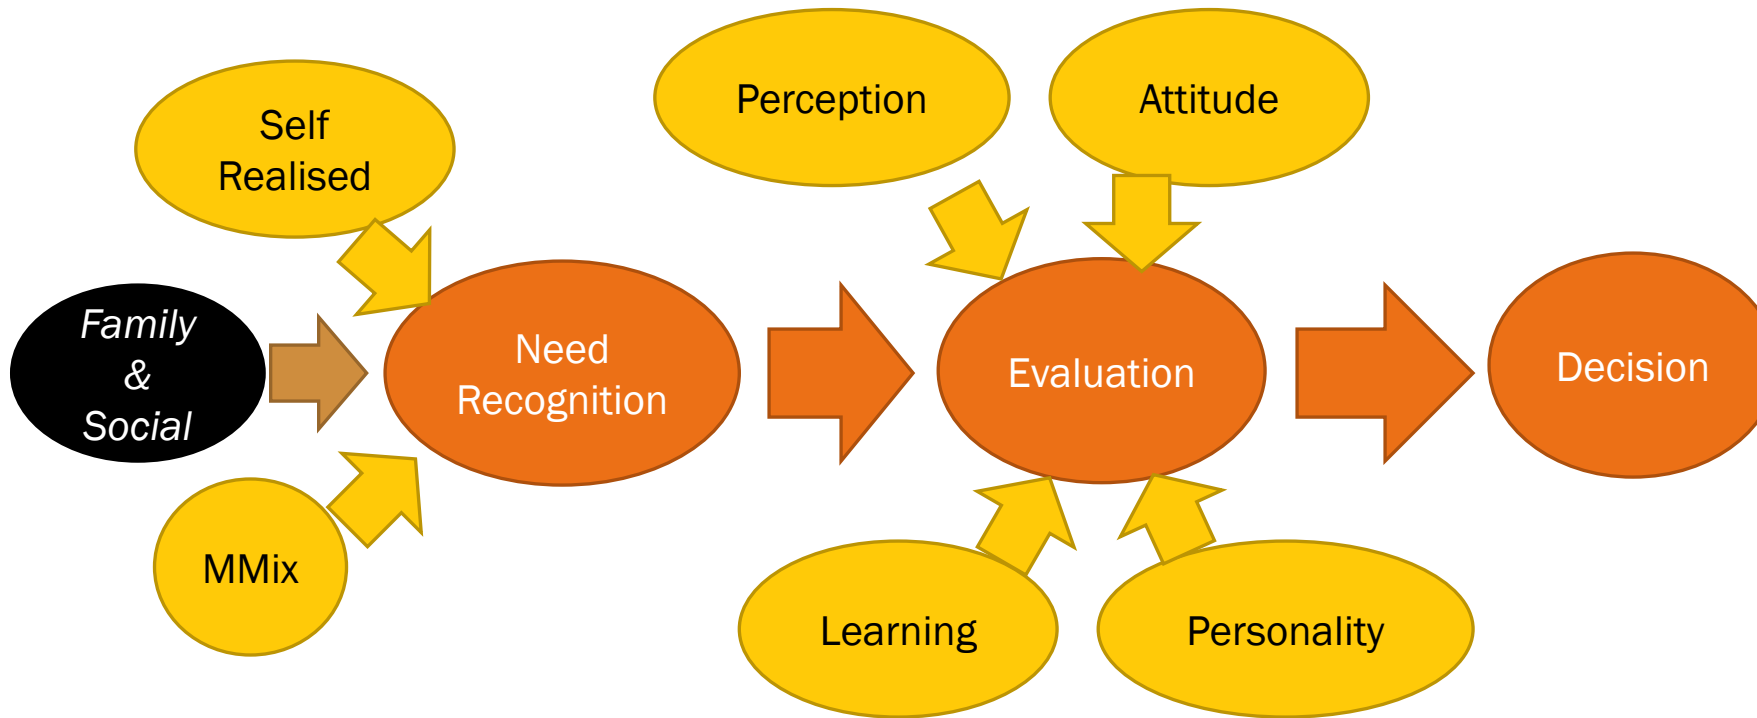 Self
Realised
Perception
Attitude
Family
&
Social
Need
Recognition
Evaluation
Decision
MMix
Learning
Personality